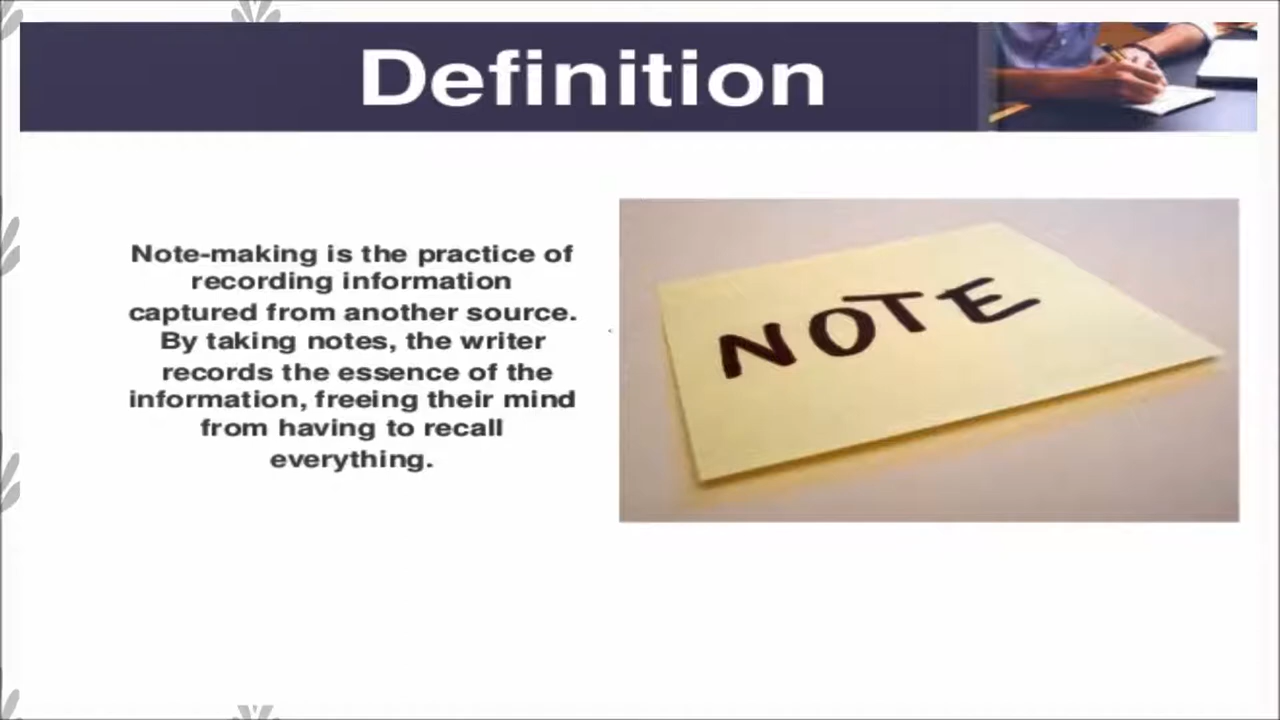 Definition
Note-making is the practice of
recording information
captured from another source.
By taking notes, the writer
records the essence of the
information, freeing their mind
from having to recall
everything.
NOTE